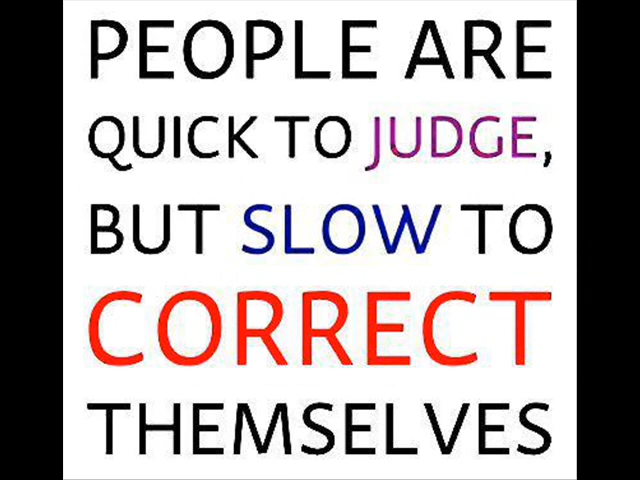 PEOPLE ARE
QUICK TO JUDGE,
BUT SLOW TO
CORRECT
THEMSELVES